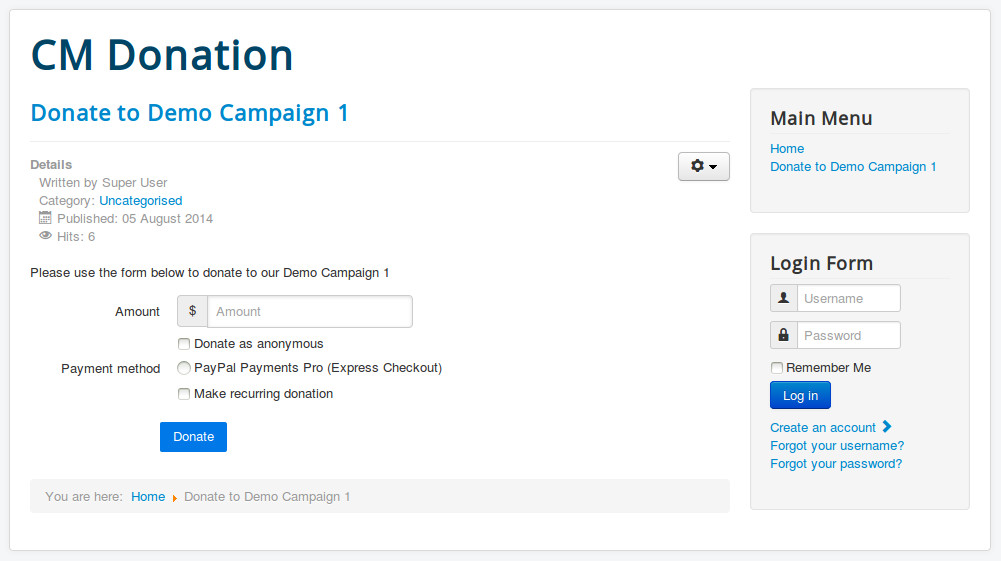 CM Donation
Donate to Demo Campaign 1
Details
Written by Super User
Category: Uncategorised
Published: 05 August 2014
Hits: 6
Please use the form below to donate to our Demo Campaign 1
Amount $ Amount
Donate as anonymous
Payment method PayPal Payments Pro (Express Checkout)
Make recurring donation
Donate
You are here: Home Donate to Demo Campaign 1
Main Menu
Home
Donate to Demo Campaign 1
Login Form
Username
Password
Remember Me
Log in
Create an account
Forgot your username?
Forgot your password?